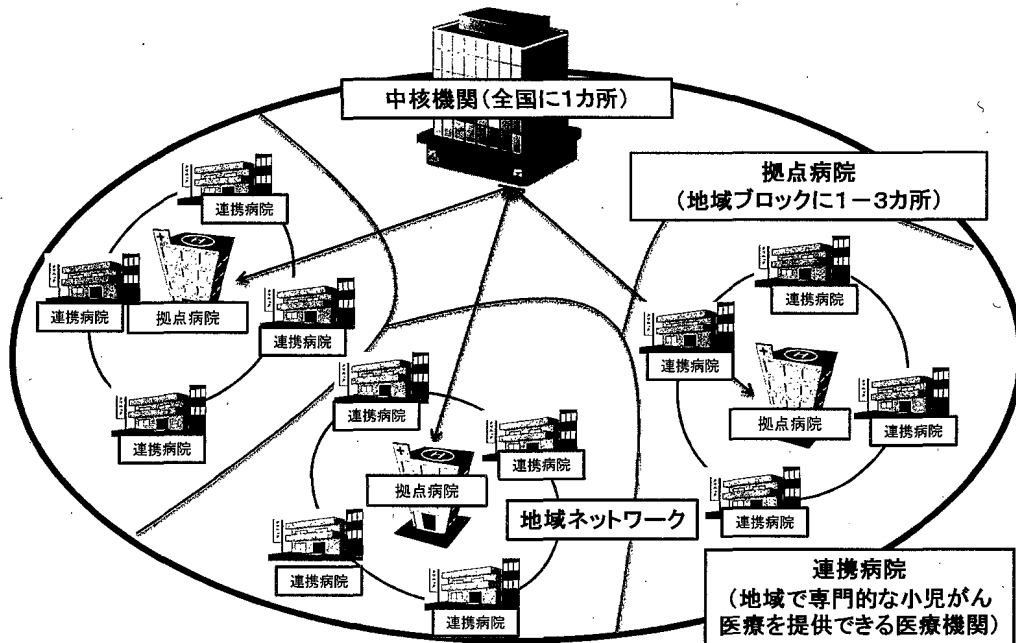 中核機関(全国に1カ所)
拠点病院
(地域ブロックに1-3カ所)
連携病院
連携病院
拠点病院
連携病院
連携病院
連携病院
連携病院
拠点病院
連携病院
連携病院
連携病院
連携病院
拠点病院
連携病院
連携病院
地域ネットワーク
連携病院
(地域で専門的な小児がん
医療を提供できる医療機関)